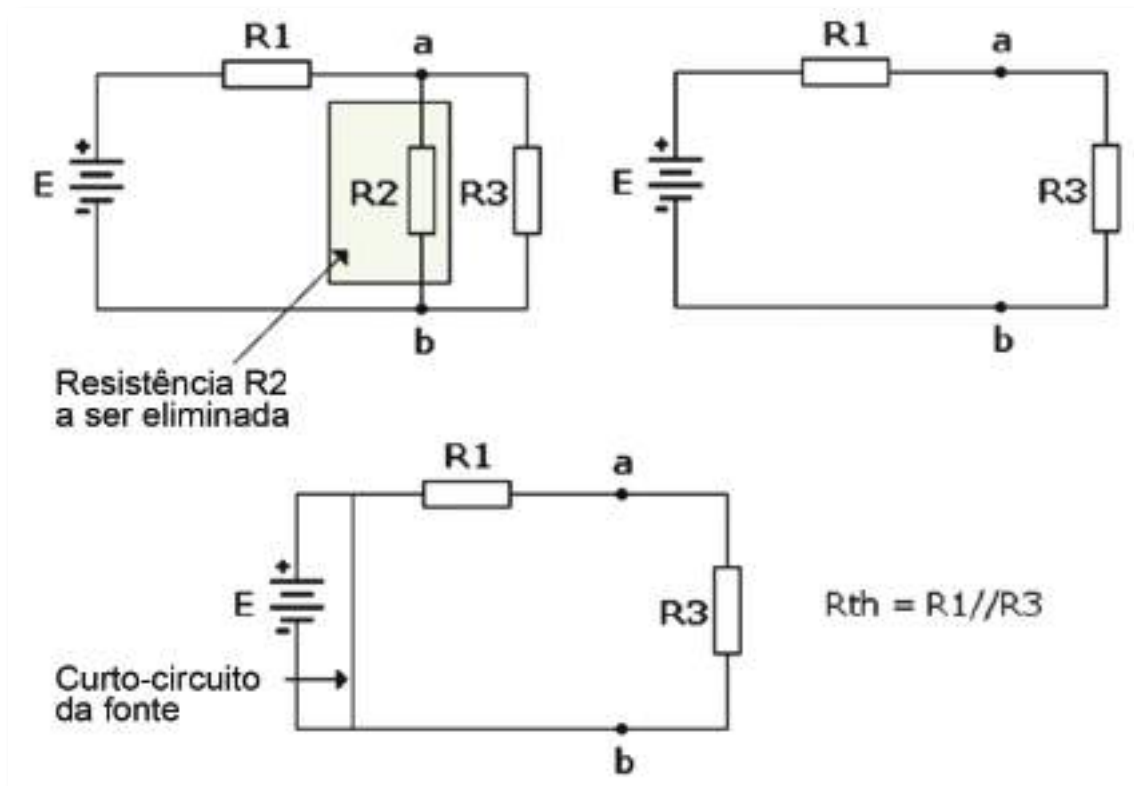 R1
a
+
E
-
R2
R3
b
Resistência R2
a ser eliminada
R1
a
+
E
-
R3
b
R1
a
+
E
-
R3
b
Curto-circuito
da fonte
Rth = R1//R3